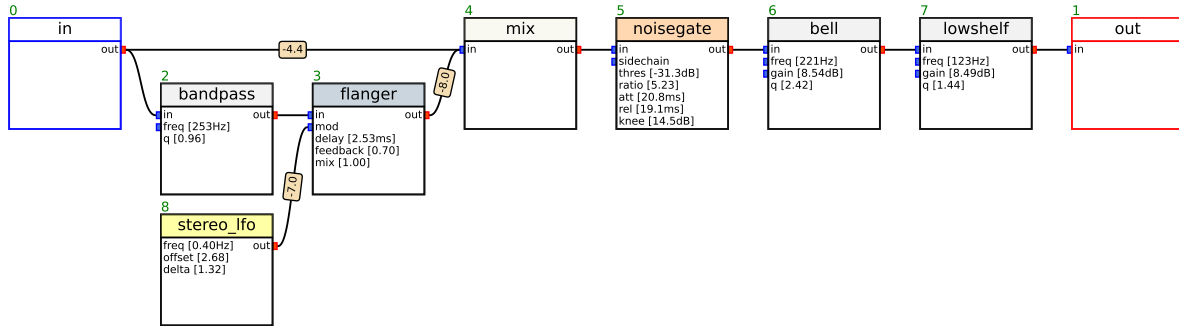 0
in
out
-4.4
2
bandpass
in
out
freq [253Hz]
q [0.96]
3
flanger
in
out
mod
delay [2.53ms]
feedback [0.70]
mix [1.00]
-8.0
-7.0
8
stereo_lfo
freq [0.40Hz]
out
offset [2.68]
delta [1.32]
4
mix
in
out
5
noisegate
in
out
sidechain
thres [-31.3dB]
ratio [5.23]
att [20.8ms]
rel [19.1ms]
knee [14.5dB]
6
bell
in
out
freq [221Hz]
gain [8.54dB]
q [2.42]
7
lowshelf
in
out
freq [123Hz]
gain [8.49dB]
q [1.44]
1
out
in